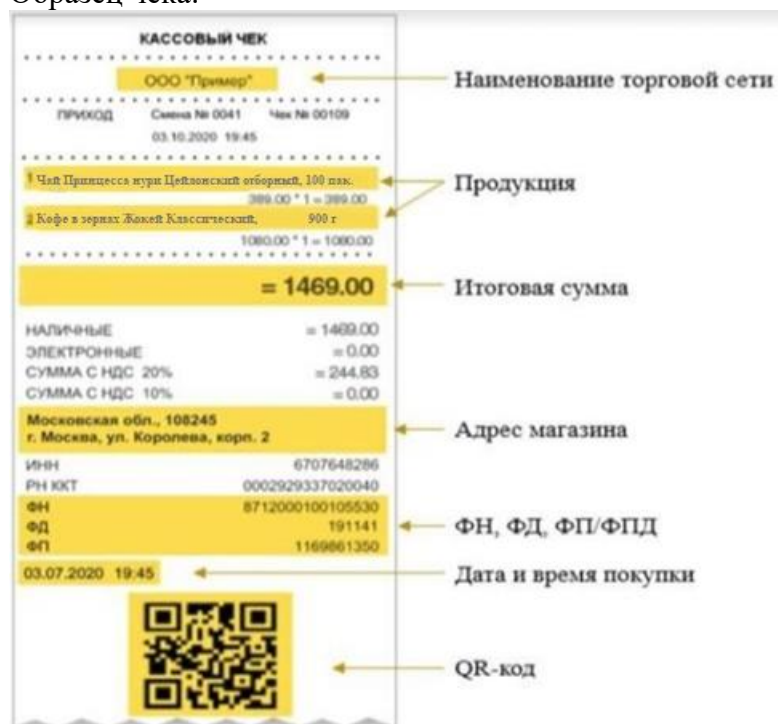 Образец чека:
КАССОВЫЙ ЧЕК
ООО "Пример"
Наименование торговой сети
ПРИХОД Смена № 0041 Чек № 00109
03.10.2020 19:45
1 Чай Принцесса нури Цейлонский отборный, 100 пак.
Продукция
389.00 * 1 = 389.00
2 Кофе в зернах Жокей Классический, 900 г
1080.00 * 1 = 1080.00
= 1469.00
Итоговая сумма
НАЛИЧНЫЕ = 1469.00
ЭЛЕКТРОННЫЕ = 0.00
СУММА С НДС 20% = 244.83
СУММА С НДС 10% = 0.00
Московская обл., 108245
г. Москва, ул. Королева, корп. 2
Адрес магазина
ИНН 6707648286
РН ККТ 0002929337020040
ФН 8712000100105530
ФД 191141
ФН, ФД, ФП/ФПД
ФП 1169861350
03.07.2020 19:45
Дата и время покупки
QR-код